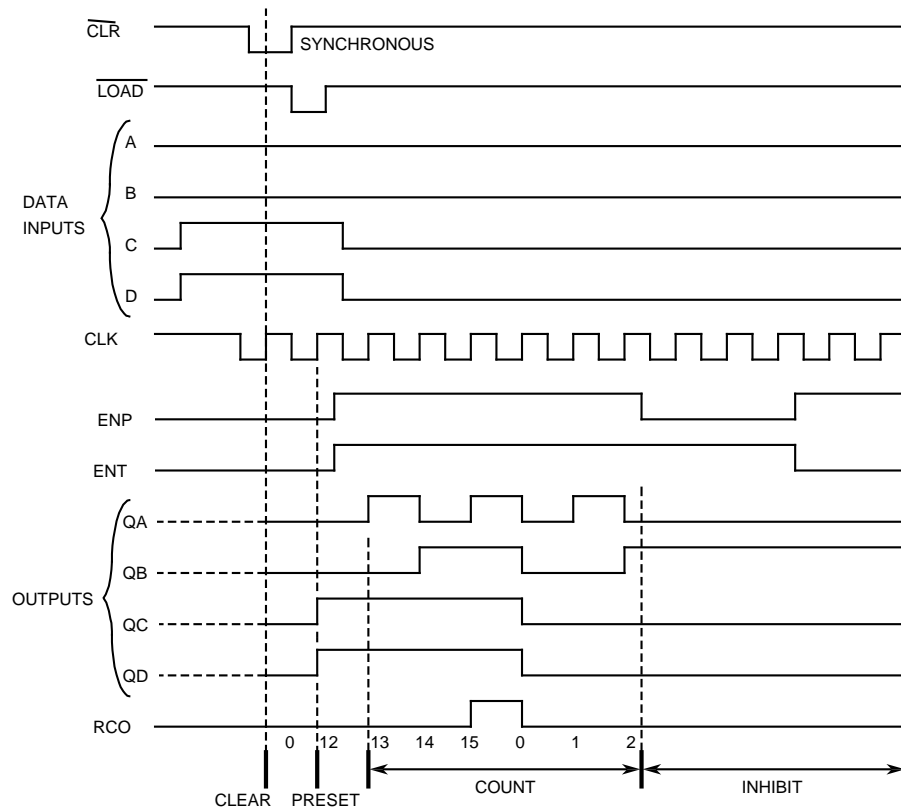 CLR
SYNCHRONOUS
LOAD
A
B
DATA
INPUTS
C
D
CLK
ENP
ENT
QA
QB
OUTPUTS
QC
QD
RCO
0 12 13 14 15 0 1 2
COUNT INHIBIT
CLEAR PRESET